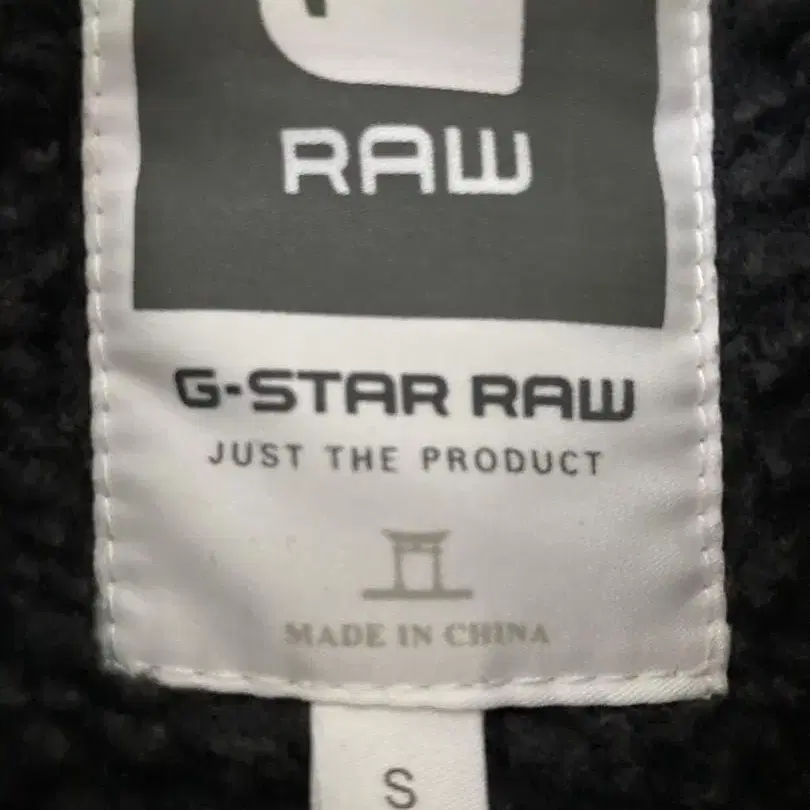 RAW
G-STAR RAW
JUST THE PRODUCT
MADE IN CHINA
S